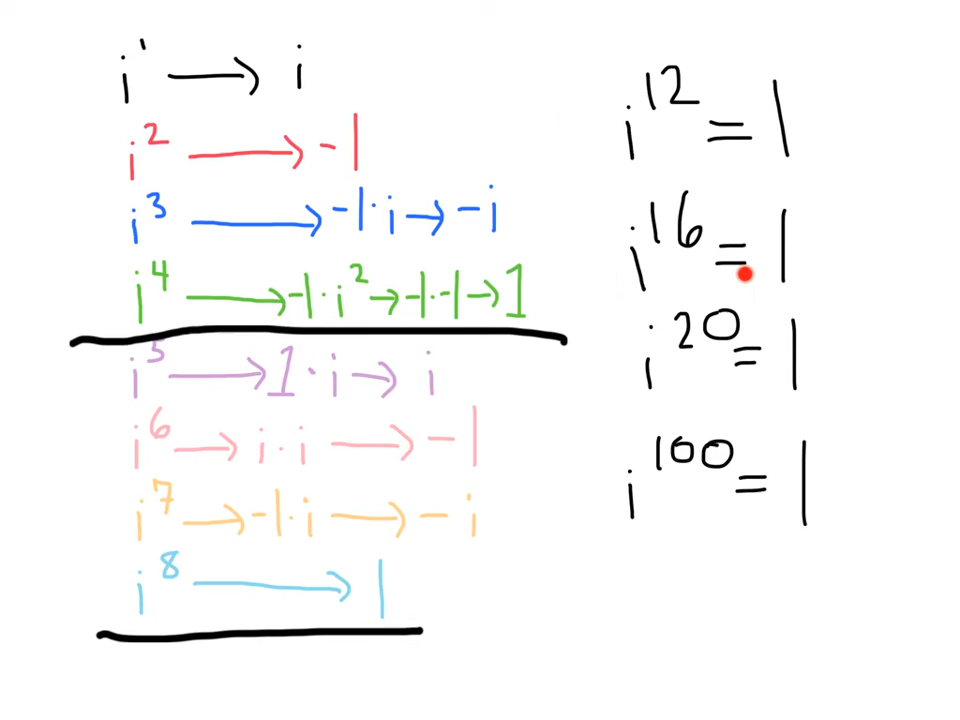 i¹ → i
i² → -1
i³ → -1·i → -i
i⁴ → -1·i² → -1·-1 → 1
i⁵ → 1·i → i
i⁶ → i·i → -1
i⁷ → -1·i → -i
i⁸ → 1
i¹² = 1
i¹⁶ = 1
i²⁰ = 1
i¹⁰⁰ = 1